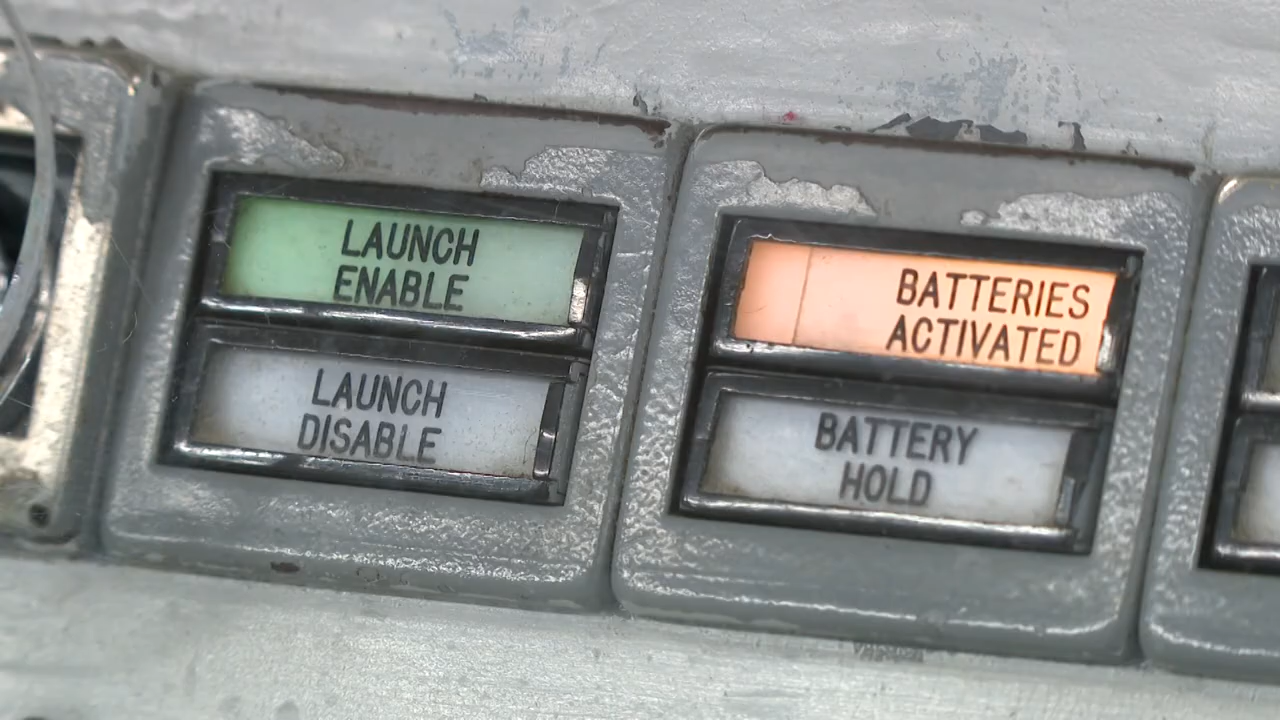 LAUNCH
ENABLE
LAUNCH
DISABLE
BATTERIES
ACTIVATED
BATTERY
HOLD